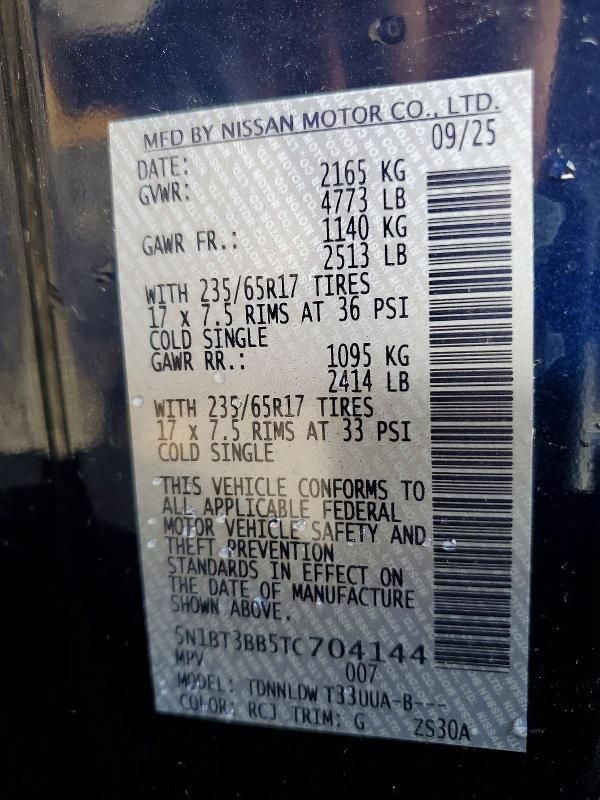 MFD BY NISSAN MOTOR CO., LTD.
DATE: 09/25
GVWR: 2165 KG
4773 LB
GAWR FR.: 1140 KG
2513 LB
WITH 235/65R17 TIRES
17 x 7.5 RIMS AT 36 PSI
COLD SINGLE
GAWR RR.: 1095 KG
2414 LB
WITH 235/65R17 TIRES
17 x 7.5 RIMS AT 33 PSI
COLD SINGLE
THIS VEHICLE CONFORMS TO
ALL APPLICABLE FEDERAL
MOTOR VEHICLE SAFETY AND
THEFT PREVENTION
STANDARDS IN EFFECT ON
THE DATE OF MANUFACTURE
SHOWN ABOVE.
5N1BT3BB5TC704144
MPV 007
MODEL: TDNNLDW T33UUA-B---
COLOR: RCJ TRIM: G ZS30A